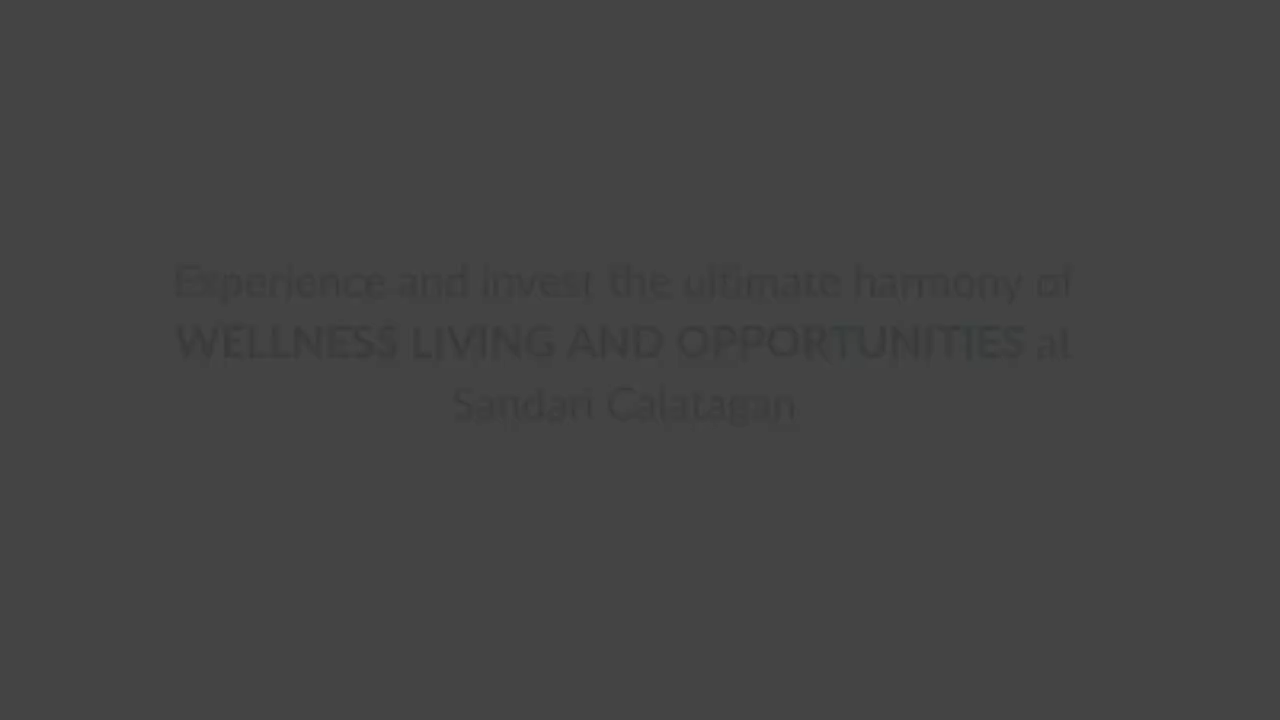 Experience and invest the ultimate harmony of
WELLNESS LIVING AND OPPORTUNITIES at
Sandari Calatagan